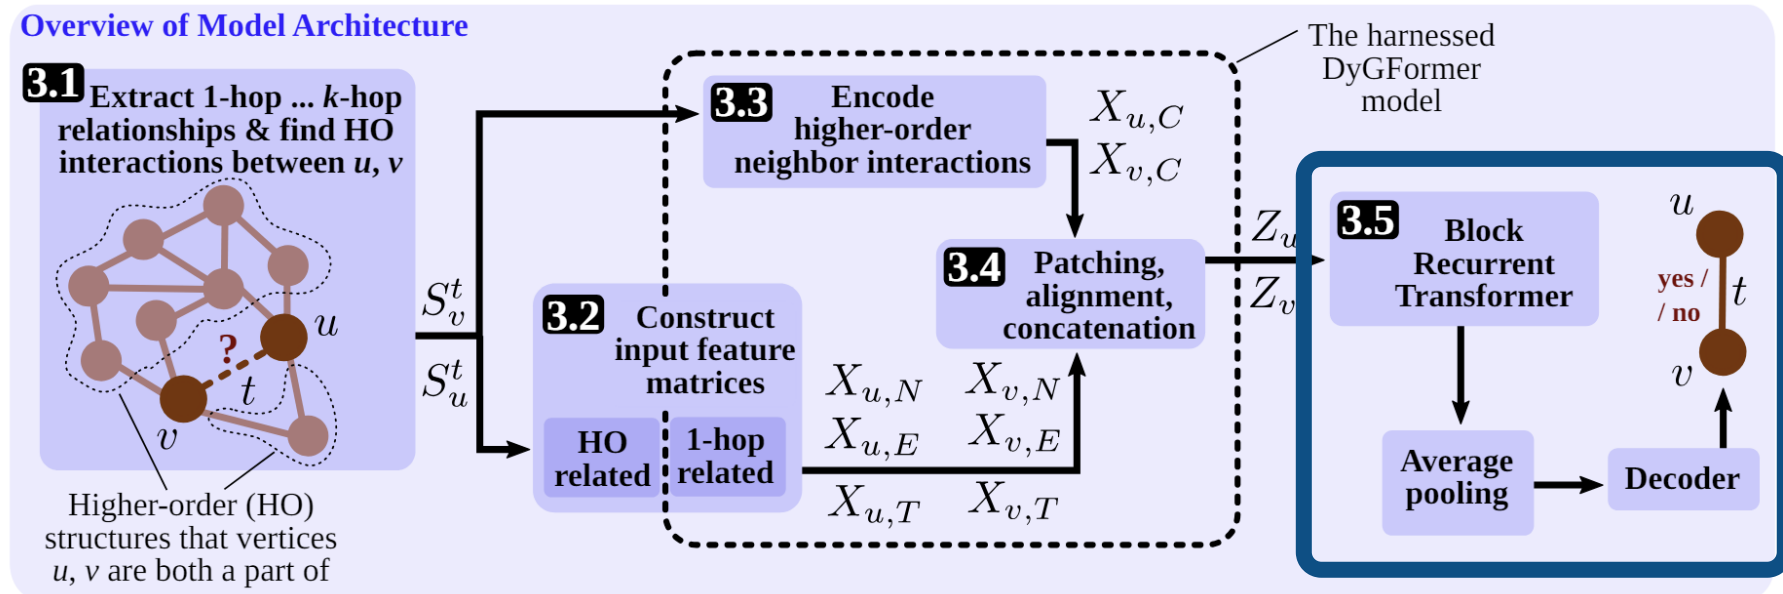 Overview of Model Architecture
3.1
Extract 1-hop ... k-hop
relationships & find HO
interactions between u, v
?
u
t
v
Higher-order (HO)
structures that vertices
u, v are both a part of
S_v^t
S_u^t
3.2
Construct
input feature
matrices
HO
related
1-hop
related
3.3
Encode
higher-order
neighbor interactions
X_{u,C}
X_{v,C}
X_{u,N} X_{v,N}
X_{u,E} X_{v,E}
X_{u,T} X_{v,T}
3.4
Patching,
alignment,
concatenation
The harnessed
DyGFormer
model
Z_u
Z_v
3.5
Block
Recurrent
Transformer
Average
pooling
Decoder
u
yes /
/ no
t
v